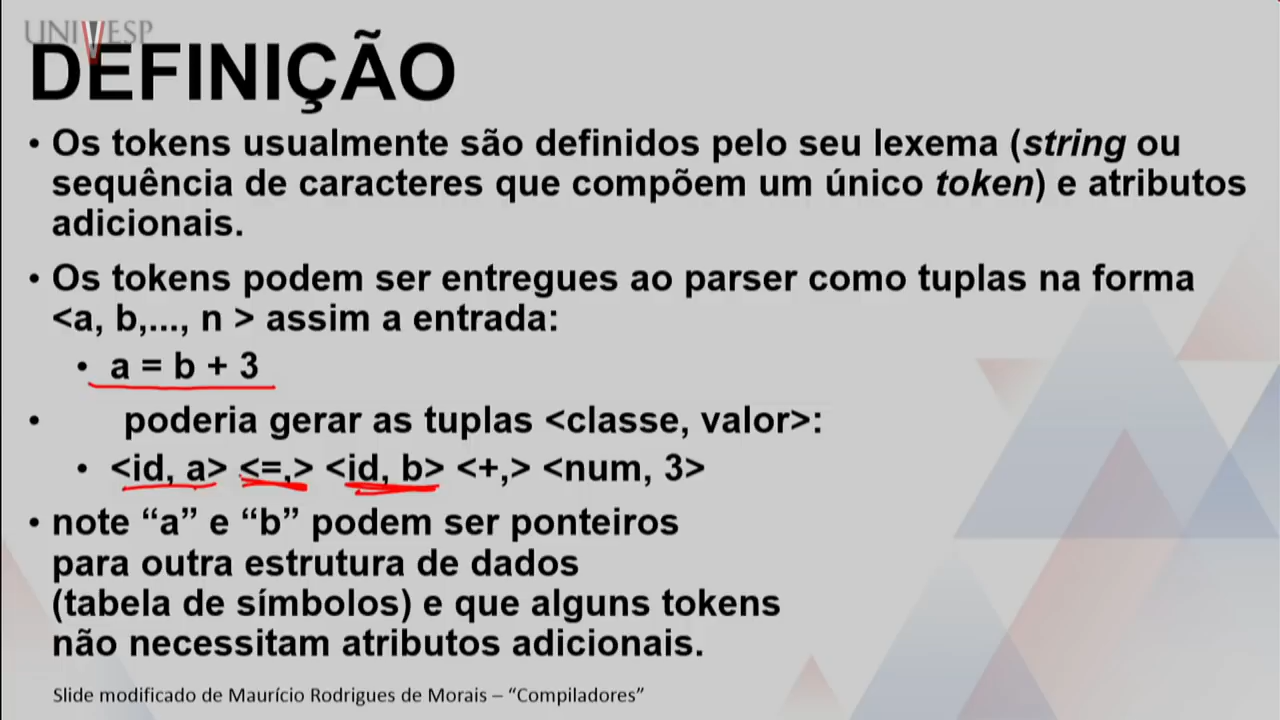 UNIVESP
DEFINIÇÃO
• Os tokens usualmente são definidos pelo seu lexema (string ou
sequência de caracteres que compõem um único token) e atributos
adicionais.
• Os tokens podem ser entregues ao parser como tuplas na forma
<a, b,..., n > assim a entrada:
• a = b + 3
• poderia gerar as tuplas <classe, valor>:
• <id, a> <=,> <id, b> <+,> <num, 3>
• note “a” e “b” podem ser ponteiros
para outra estrutura de dados
(tabela de símbolos) e que alguns tokens
não necessitam atributos adicionais.
Slide modificado de Maurício Rodrigues de Morais – “Compiladores”